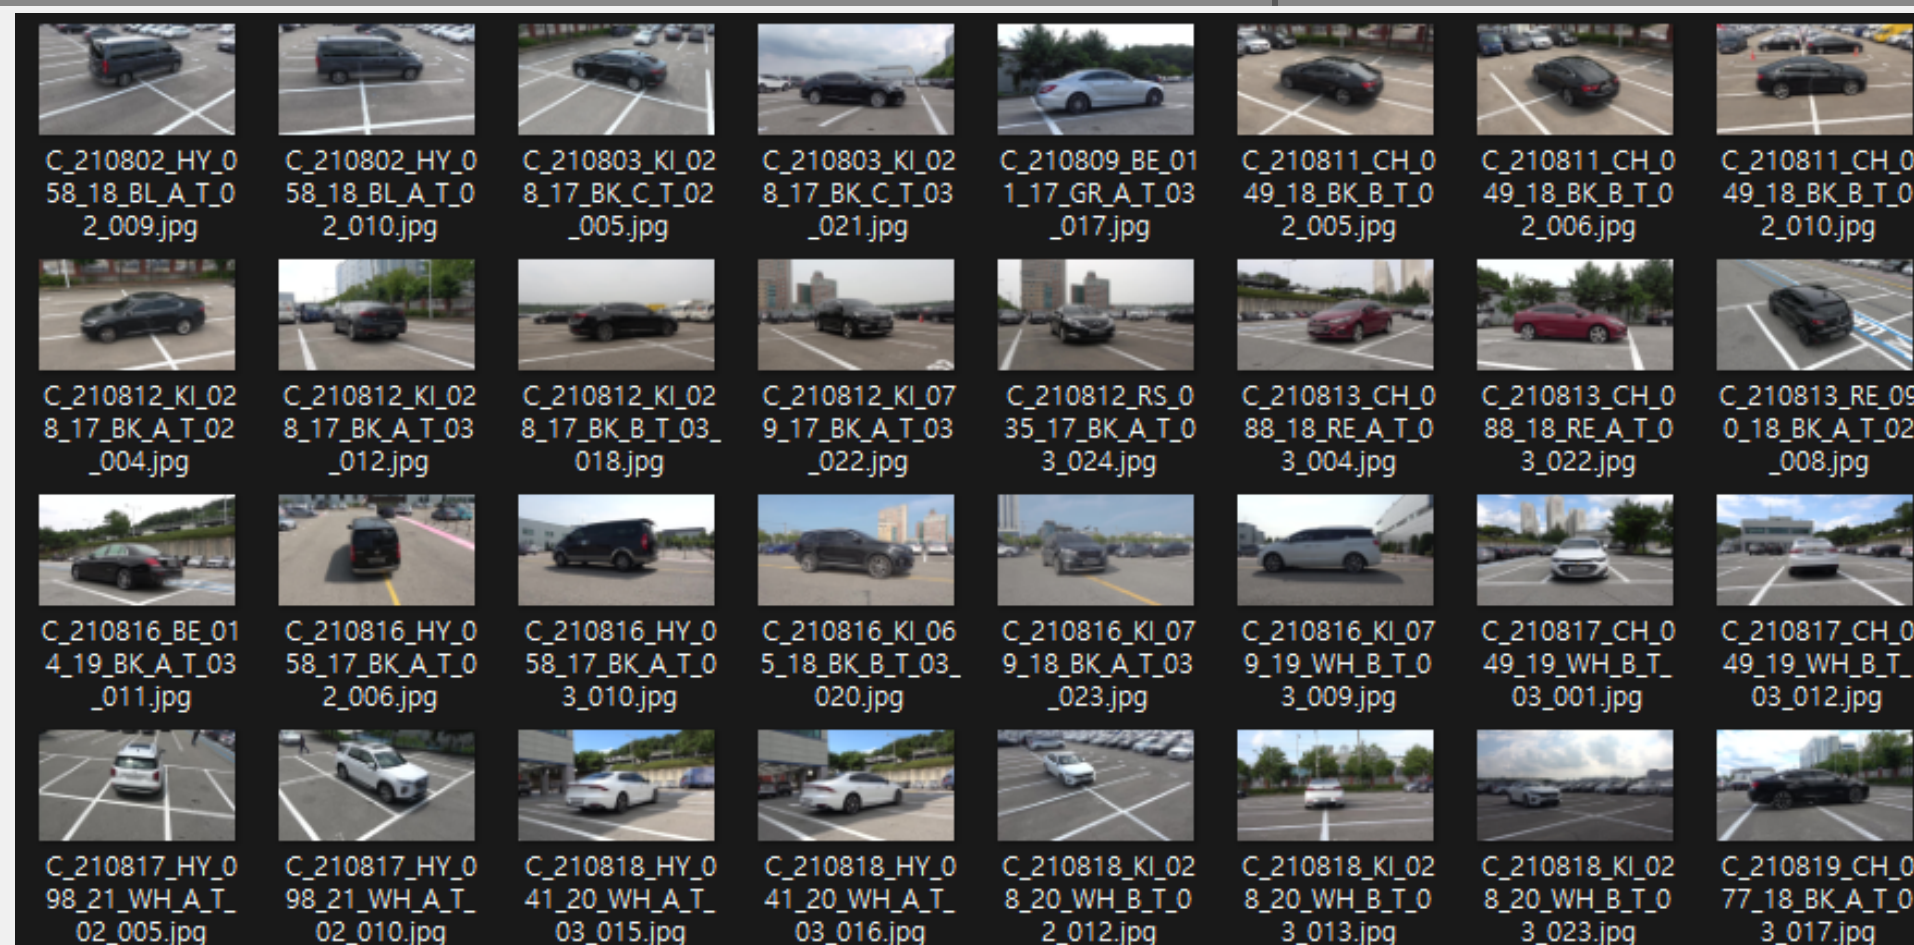 C_210802_HY_0
58_18_BL_A_T_0
2_009.jpg
C_210802_HY_0
58_18_BL_A_T_0
2_010.jpg
C_210803_KI_02
8_17_BK_C_T_02
_005.jpg
C_210803_KI_02
8_17_BK_C_T_03
_021.jpg
C_210809_BE_01
1_17_GR_A_T_03
_017.jpg
C_210811_CH_0
49_18_BK_B_T_0
2_005.jpg
C_210811_CH_0
49_18_BK_B_T_0
2_006.jpg
C_210811_CH_0
49_18_BK_B_T_0
2_010.jpg
C_210812_KI_02
8_17_BK_A_T_02
_004.jpg
C_210812_KI_02
8_17_BK_A_T_03
_012.jpg
C_210812_KI_02
8_17_BK_B_T_03_
018.jpg
C_210812_KI_07
9_17_BK_A_T_03
_022.jpg
C_210812_RS_0
35_17_BK_A_T_0
3_024.jpg
C_210813_CH_0
88_18_RE_A_T_0
3_004.jpg
C_210813_CH_0
88_18_RE_A_T_0
3_022.jpg
C_210813_RE_09
0_18_BK_A_T_02
_008.jpg
C_210816_BE_01
4_19_BK_A_T_03
_011.jpg
C_210816_HY_0
58_17_BK_A_T_0
2_006.jpg
C_210816_HY_0
58_17_BK_A_T_0
3_010.jpg
C_210816_KI_06
5_18_BK_B_T_03_
020.jpg
C_210816_KI_07
9_18_BK_A_T_03
_023.jpg
C_210816_KI_07
9_19_WH_B_T_0
3_009.jpg
C_210817_CH_0
49_19_WH_B_T_
03_001.jpg
C_210817_CH_0
49_19_WH_B_T_
03_012.jpg
C_210817_HY_0
98_21_WH_A_T_
02_005.jpg
C_210817_HY_0
98_21_WH_A_T_
02_010.jpg
C_210818_HY_0
41_20_WH_A_T_
03_015.jpg
C_210818_HY_0
41_20_WH_A_T_
03_016.jpg
C_210818_KI_02
8_20_WH_B_T_0
2_012.jpg
C_210818_KI_02
8_20_WH_B_T_0
3_013.jpg
C_210818_KI_02
8_20_WH_B_T_0
3_023.jpg
C_210819_CH_0
77_18_BK_A_T_0
3_017.jpg